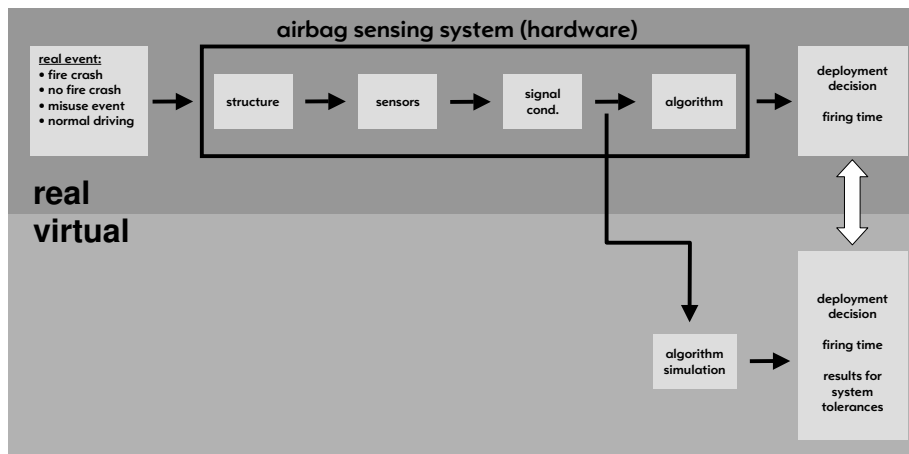 airbag sensing system (hardware)
real event:
• fire crash
• no fire crash
• misuse event
• normal driving
structure
sensors
signal
cond.
algorithm
deployment
decision
firing time
real
virtual
algorithm
simulation
deployment
decision
firing time
results for
system
tolerances